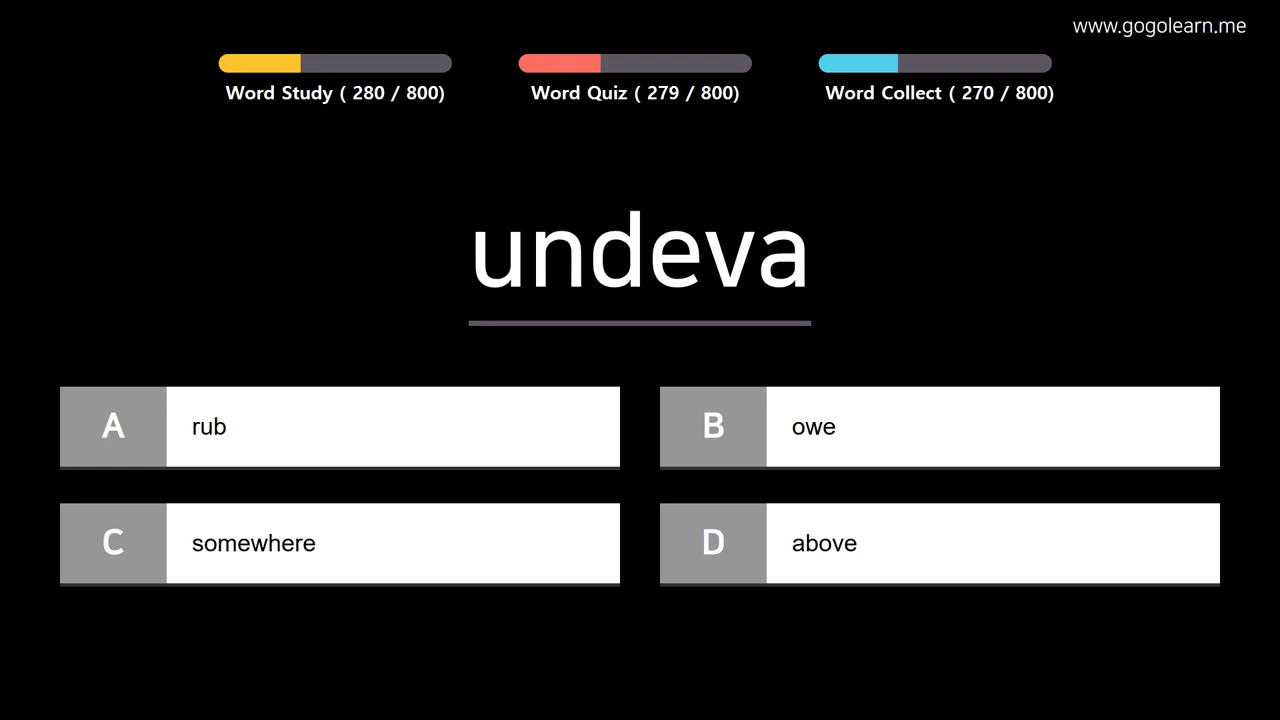 www.gogolearn.me
Word Study ( 280 / 800)
Word Quiz ( 279 / 800)
Word Collect ( 270 / 800)
undeva
A
rub
B
owe
C
somewhere
D
above